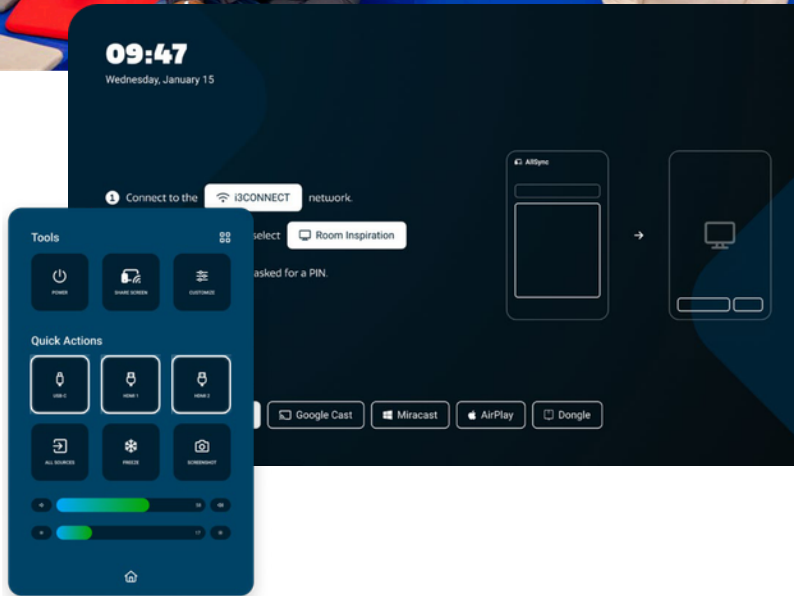 09:47
Wednesday, January 15
AllSync
1 Connect to the i3CONNECT network.
select Room Inspiration
asked for a PIN.
Google Cast
Miracast
AirPlay
Dongle
Tools
POWER
SHARE SCREEN
CUSTOMIZE
Quick Actions
USB-C
HDMI 1
HDMI 2
ALL SOURCES
FREEZE
SCREENSHOT
17